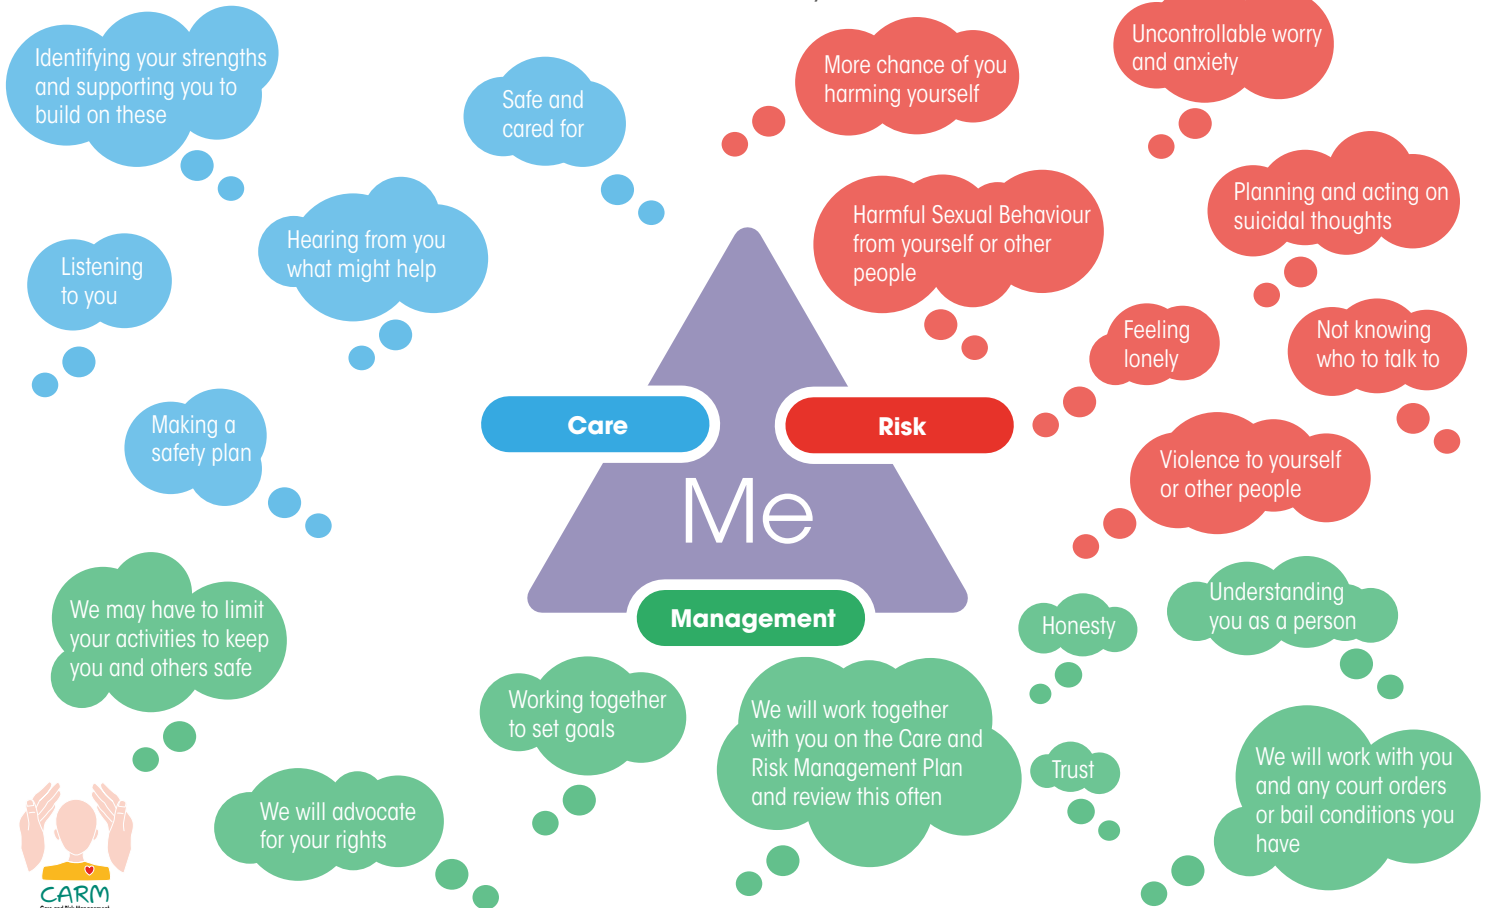 Identifying your strengths
and supporting you to
build on these
Safe and
cared for
More chance of you
harming yourself
Uncontrollable worry
and anxiety
Planning and acting on
suicidal thoughts
Harmful Sexual Behaviour
from yourself or other
people
Hearing from you
what might help
Listening
to you
Feeling
lonely
Not knowing
who to talk to
Making a
safety plan
Care
Risk
Me
Violence to yourself
or other people
Management
We may have to limit
your activities to keep
you and others safe
Honesty
Understanding
you as a person
Working together
to set goals
We will work together
with you on the Care and
Risk Management Plan
and review this often
Trust
We will work with you
and any court orders
or bail conditions you
have
We will advocate
for your rights
CARM
Care and Risk Management